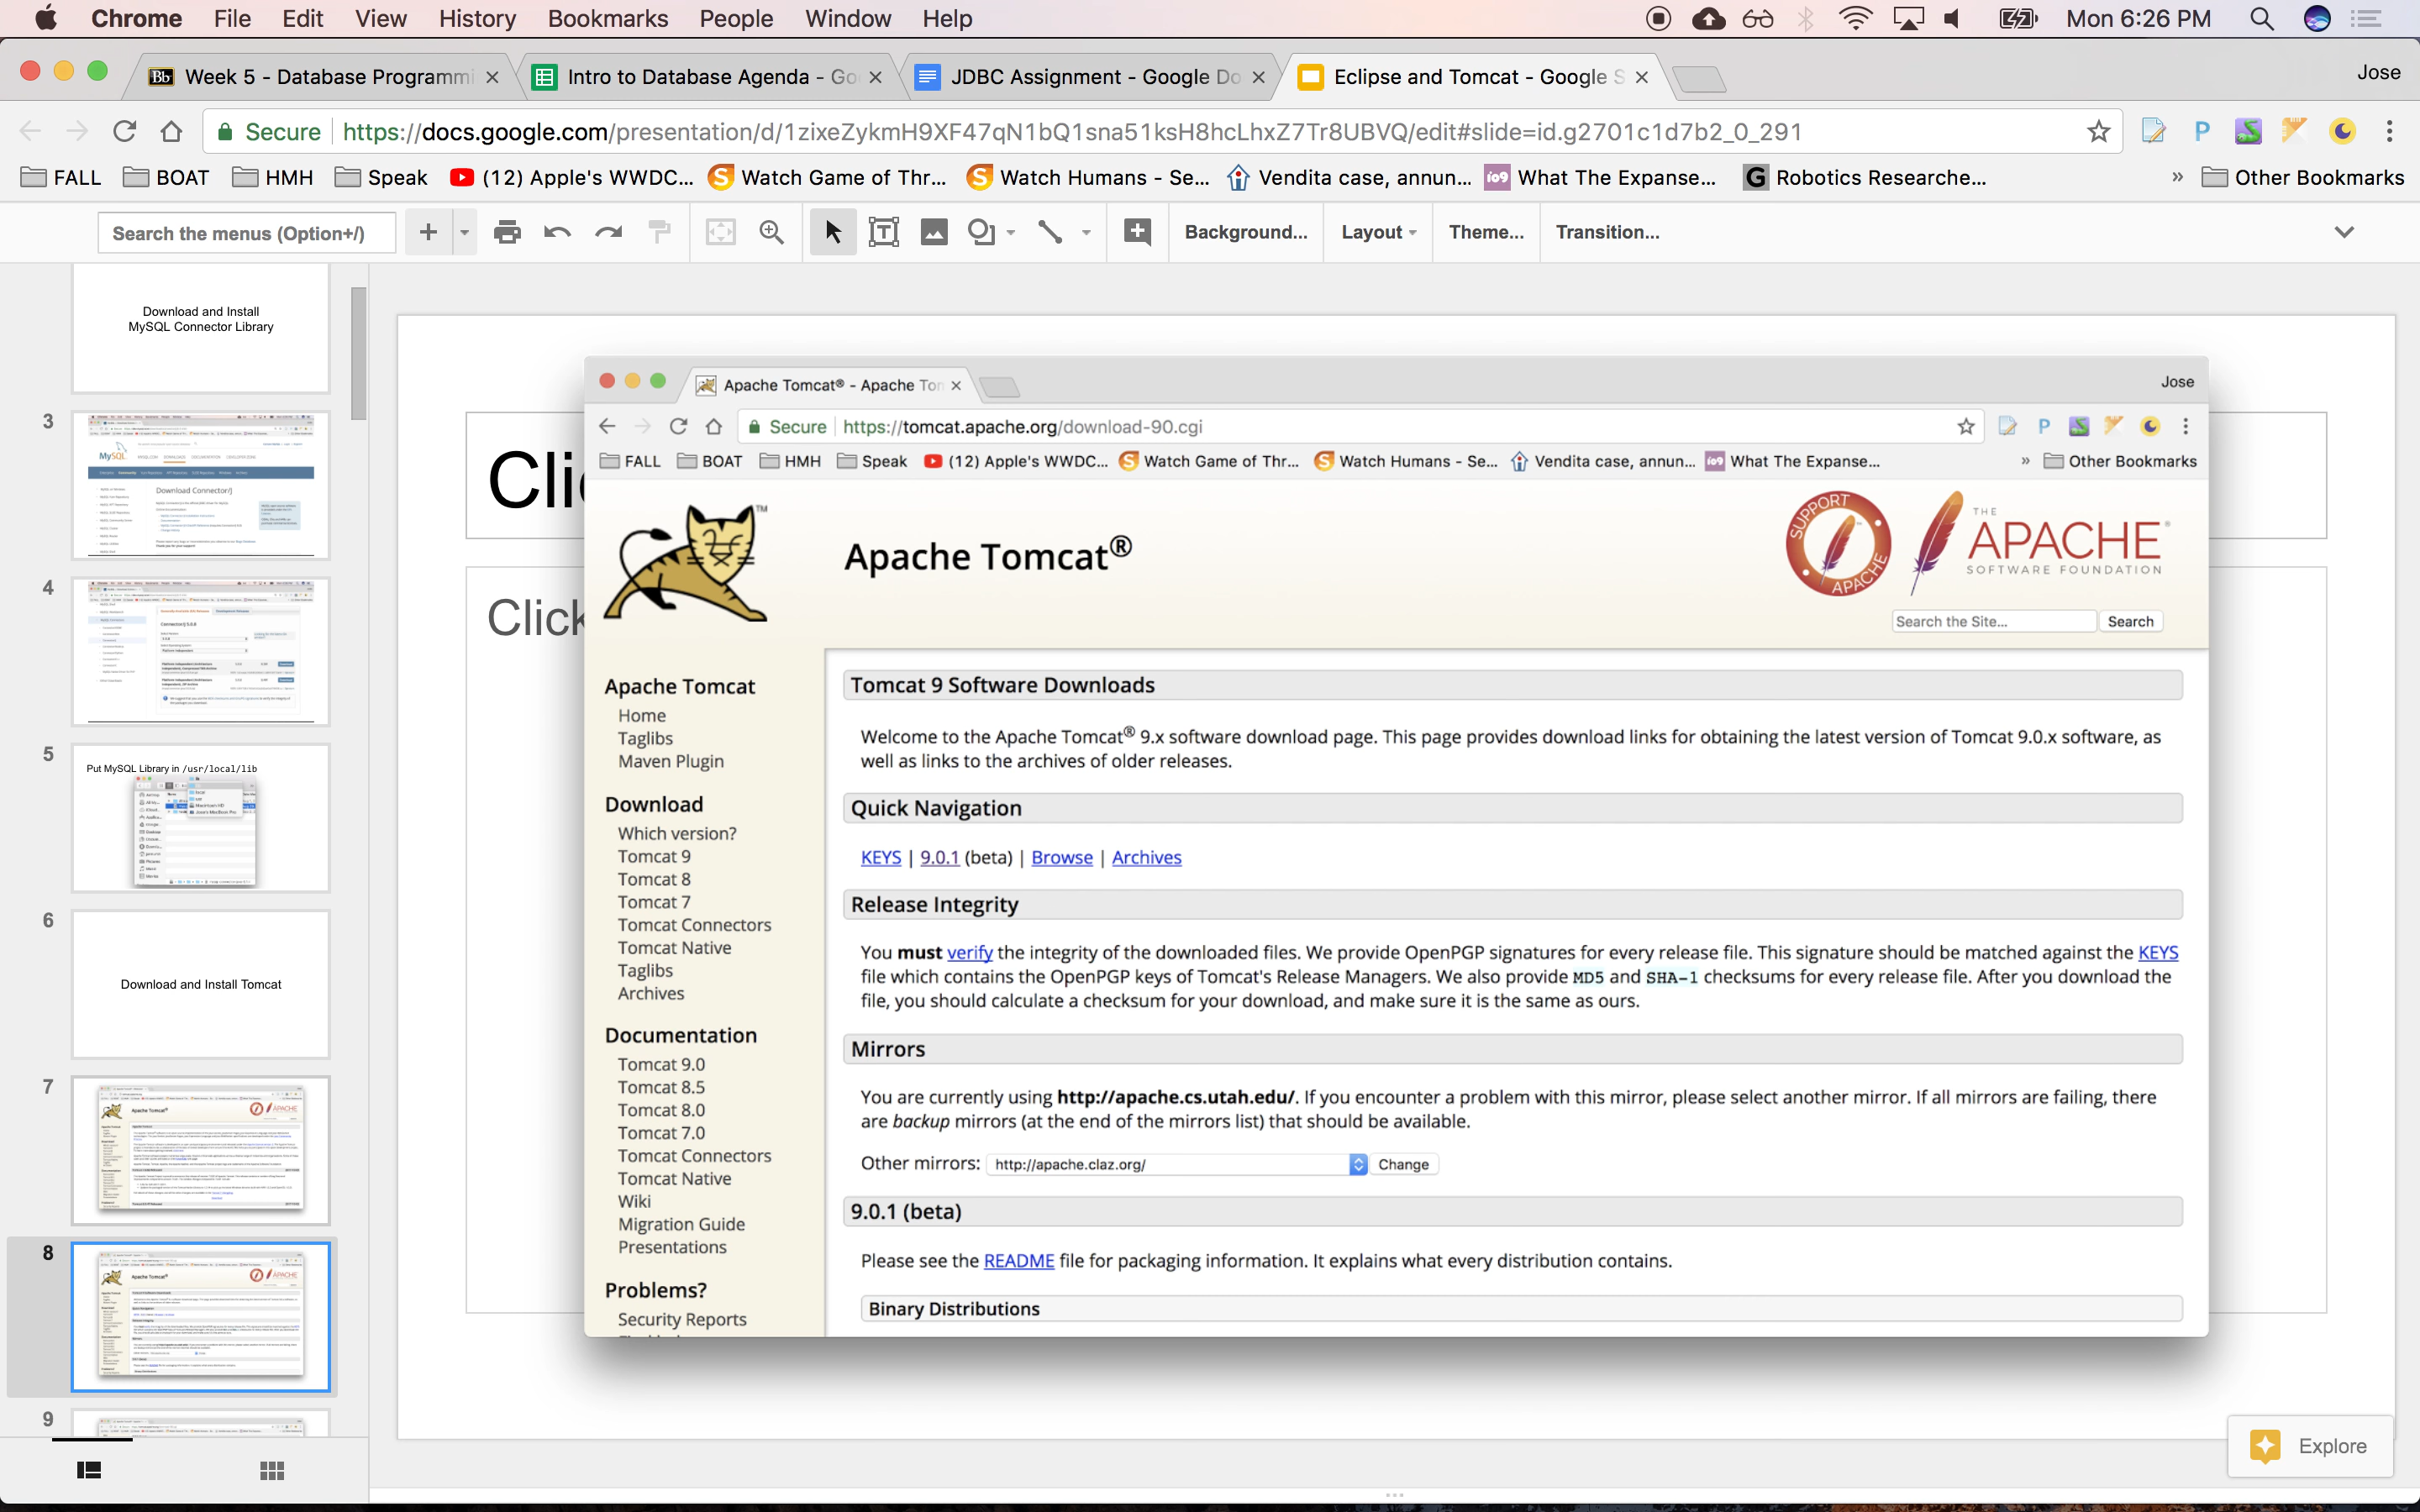 Chrome File Edit View History Bookmarks People Window Help Mon 6:26 PM
Bb Week 5 - Database Programmi Intro to Database Agenda - Go JDBC Assignment - Google Do Eclipse and Tomcat - Google S Jose
Secure https://docs.google.com/presentation/d/1zixeZykmH9XF47qN1bQ1sna51ksH8hcLhxZ7Tr8UBVQ/edit#slide=id.g2701c1d7b2_0_291
FALL BOAT HMH Speak (12) Apple's WWDC... Watch Game of Thr... Watch Humans - Se... Vendita case, annun... io9 What The Expanse... G Robotics Researche... » Other Bookmarks
Search the menus (Option+/) Background... Layout Theme... Transition...
Download and Install
MySQL Connector Library
3
MySQL
Download Connector/J
4
5
Put MySQL Library in /usr/local/lib
6
Download and Install Tomcat
7
Apache Tomcat
APACHE
8
Apache Tomcat
APACHE
9
Clic
Click
Apache Tomcat® - Apache Tom Jose
Secure https://tomcat.apache.org/download-90.cgi
FALL BOAT HMH Speak (12) Apple's WWDC... Watch Game of Thr... Watch Humans - Se... Vendita case, annun... io9 What The Expanse... » Other Bookmarks
TM
Apache Tomcat®
SUPPORT APACHE
THE
APACHE®
SOFTWARE FOUNDATION
Search the Site... Search
Apache Tomcat
Home
Taglibs
Maven Plugin
Download
Which version?
Tomcat 9
Tomcat 8
Tomcat 7
Tomcat Connectors
Tomcat Native
Taglibs
Archives
Documentation
Tomcat 9.0
Tomcat 8.5
Tomcat 8.0
Tomcat 7.0
Tomcat Connectors
Tomcat Native
Wiki
Migration Guide
Presentations
Problems?
Security Reports
Tomcat 9 Software Downloads
Welcome to the Apache Tomcat® 9.x software download page. This page provides download links for obtaining the latest version of Tomcat 9.0.x software, as
well as links to the archives of older releases.
Quick Navigation
KEYS | 9.0.1 (beta) | Browse | Archives
Release Integrity
You must verify the integrity of the downloaded files. We provide OpenPGP signatures for every release file. This signature should be matched against the KEYS
file which contains the OpenPGP keys of Tomcat's Release Managers. We also provide MD5 and SHA-1 checksums for every release file. After you download the
file, you should calculate a checksum for your download, and make sure it is the same as ours.
Mirrors
You are currently using http://apache.cs.utah.edu/. If you encounter a problem with this mirror, please select another mirror. If all mirrors are failing, there
are backup mirrors (at the end of the mirrors list) that should be available.
Other mirrors: http://apache.claz.org/ Change
9.0.1 (beta)
Please see the README file for packaging information. It explains what every distribution contains.
Binary Distributions
Explore